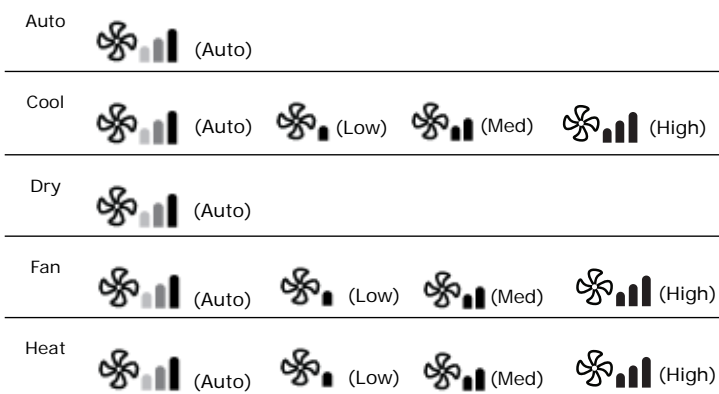 Auto
(Auto)
Cool
(Auto) (Low) (Med) (High)
Dry
(Auto)
Fan
(Auto) (Low) (Med) (High)
Heat
(Auto) (Low) (Med) (High)